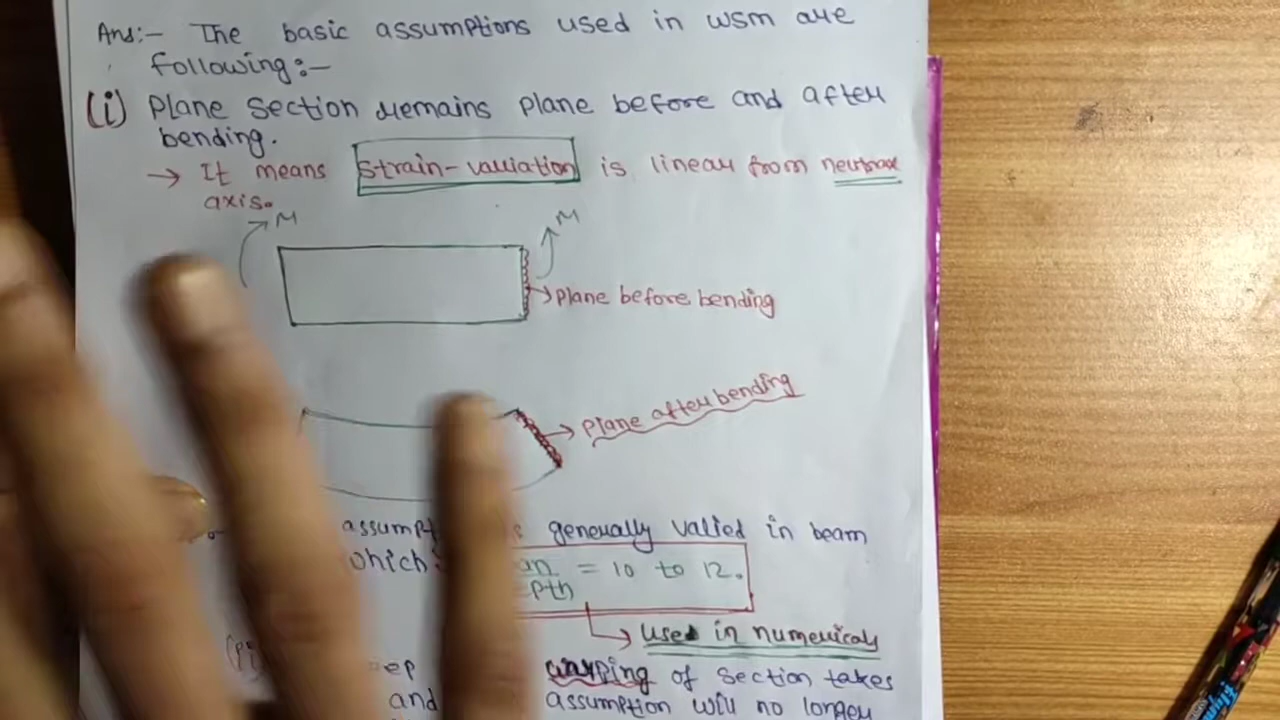 Ans:- The basic assumptions used in WSM are
following:-
(i) Plane section remains plane before and after
bending.
→ It means strain-variation is linear from neutral
axis.
M
M
→ plane before bending
→ plane after bending
generally valied in beam
which
= 10 to 12.
→ Used in numericals
warping of section takes
and assumption will no longer